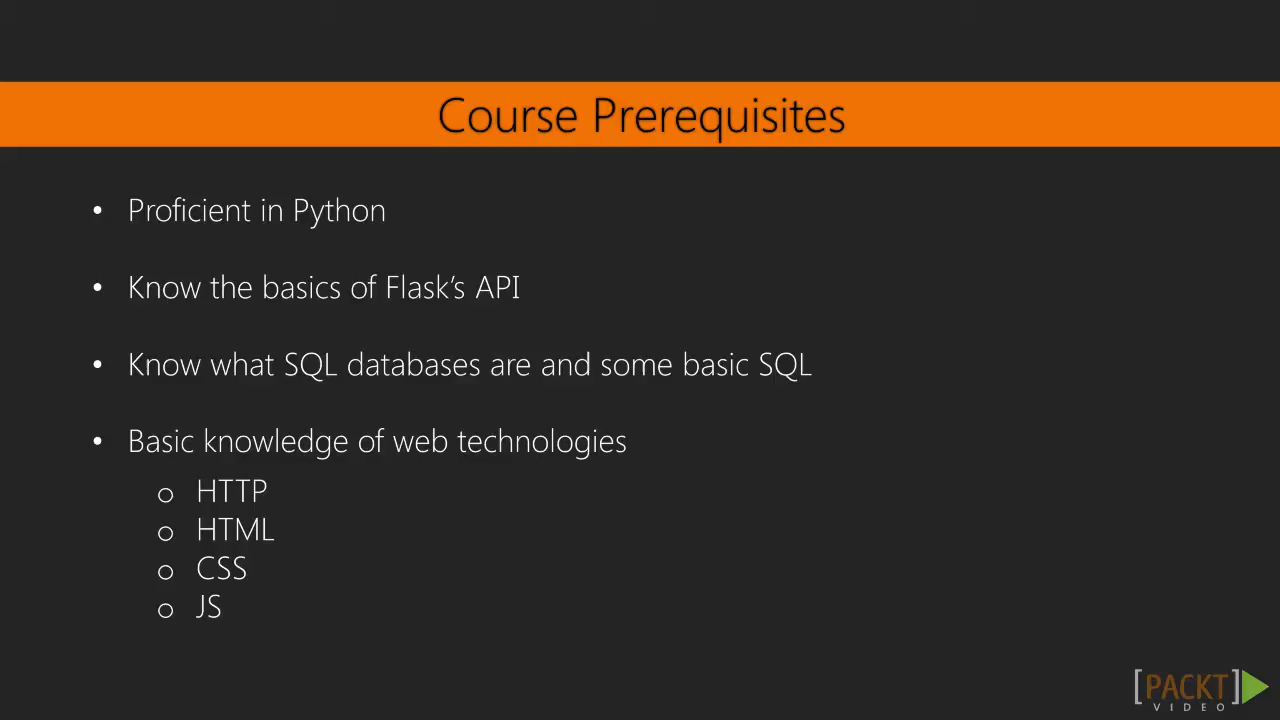 Course Prerequisites
• Proficient in Python
• Know the basics of Flask's API
• Know what SQL databases are and some basic SQL
• Basic knowledge of web technologies
o HTTP
o HTML
o CSS
o JS
[PACKT]
VIDEO